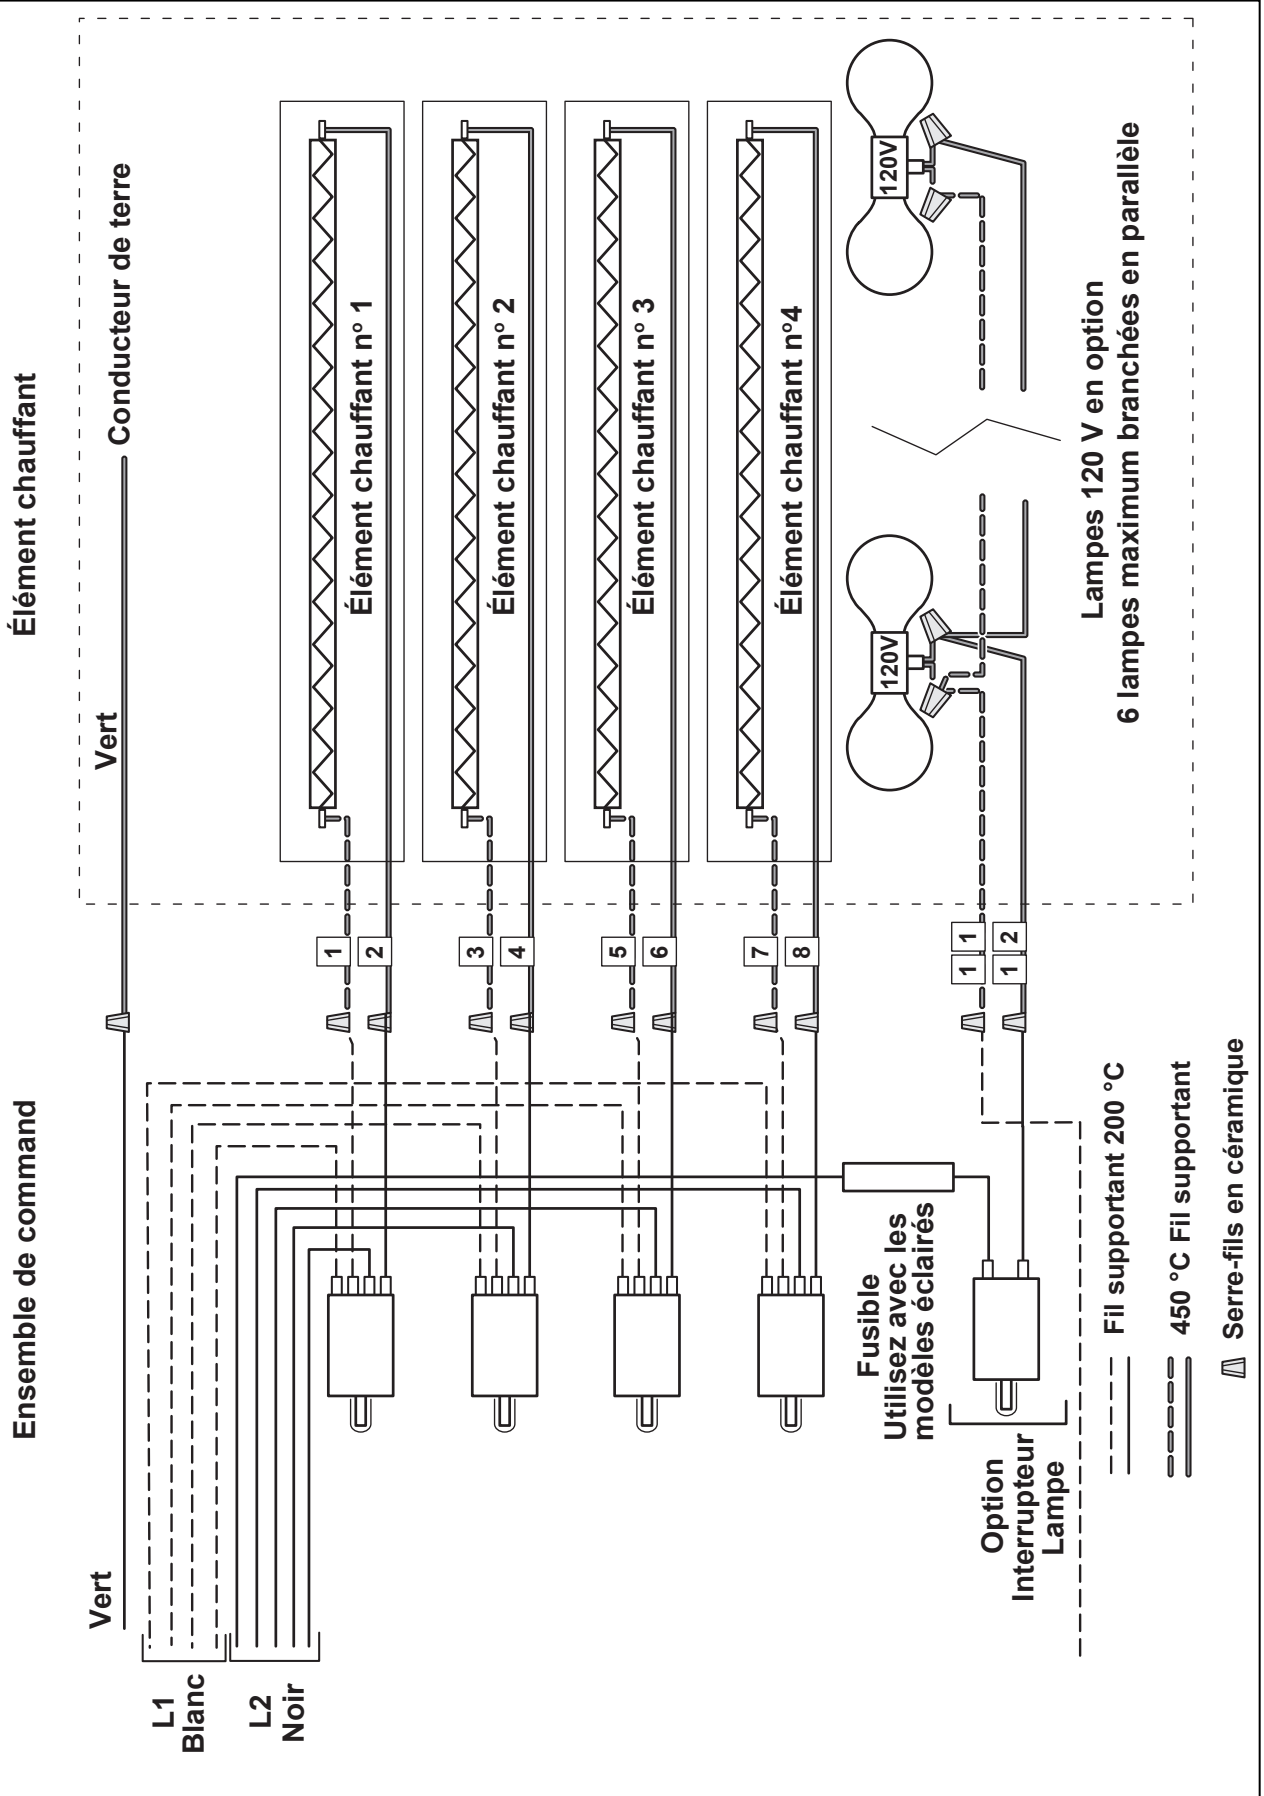 Ensemble de command
Élément chauffant
Vert
Vert
Conducteur de terre
L1
Blanc
L2
Noir
1
2
Élément chauffant n° 1
3
4
Élément chauffant n° 2
5
6
Élément chauffant n° 3
7
8
Élément chauffant n°4
Fusible
Utilisez avec les
modèles éclairés
120V
120V
1 1
1 2
Option
Interrupteur
Lampe
Lampes 120 V en option
6 lampes maximum branchées en parallèle
Fil supportant 200 °C
450 °C Fil supportant
Serre-fils en céramique